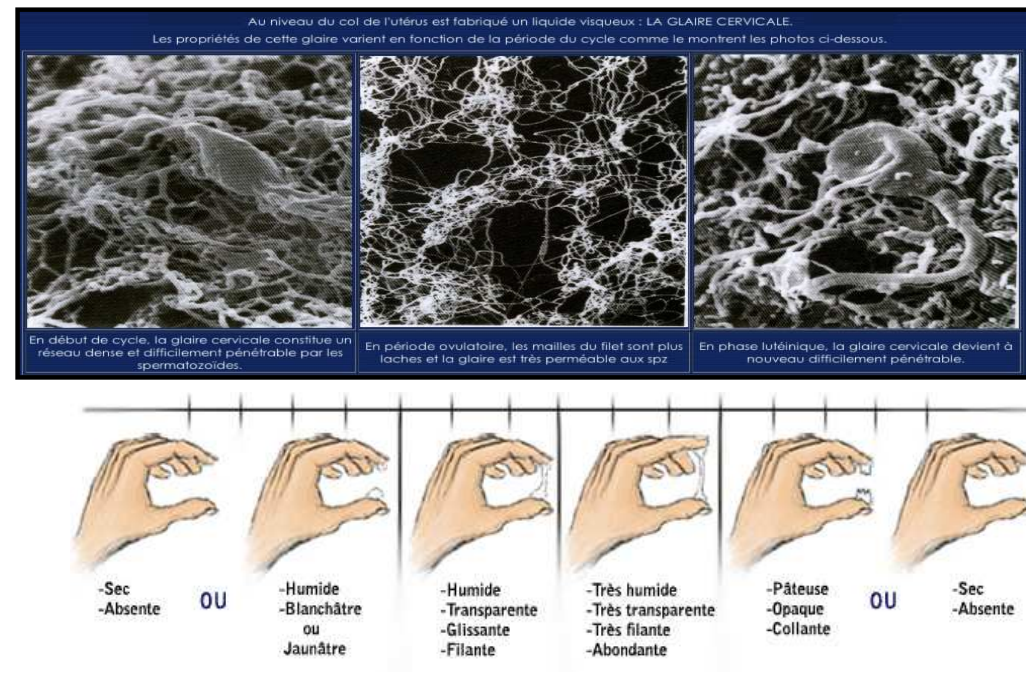 Au niveau du col de l'utérus est fabriqué un liquide visqueux : LA GLAIRE CERVICALE.
Les propriétés de cette glaire varient en fonction de la période du cycle comme le montrent les photos ci-dessous.
En début de cycle, la glaire cervicale constitue un
réseau dense et difficilement pénétrable par les
spermatozoïdes.
En période ovulatoire, les mailles du filet sont plus
laches et la glaire est très perméable aux spz
En phase lutéinique, la glaire cervicale devient à
nouveau difficilement pénétrable.
-Sec
-Absente
OU
-Humide
-Blanchâtre
ou
Jaunâtre
-Humide
-Transparente
-Glissante
-Filante
-Très humide
-Très transparente
-Très filante
-Abondante
-Pâteuse
-Opaque
-Collante
OU
-Sec
-Absente